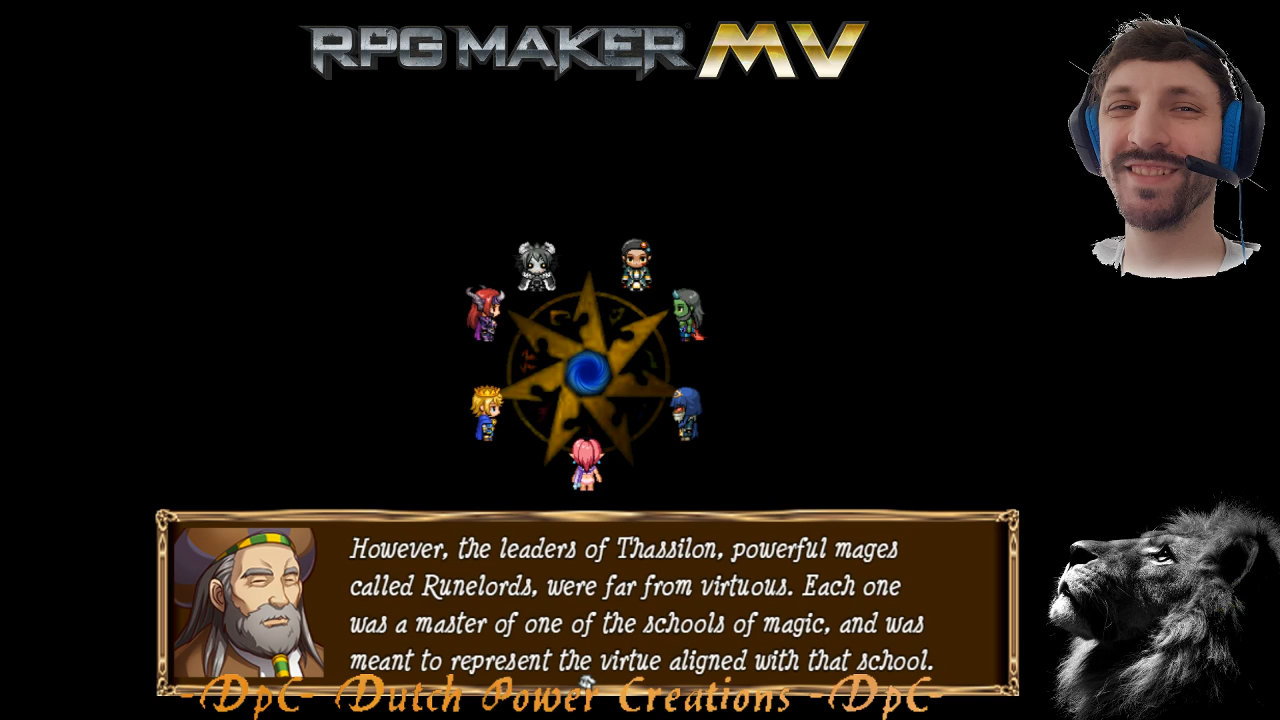 RPG MAKER MV
However, the leaders of Thassilon, powerful mages
called Runelords, were far from virtuous. Each one
was a master of one of the schools of magic, and was
meant to represent the virtue aligned with that school.
-DpC- Dutch Power Creations -DpC-